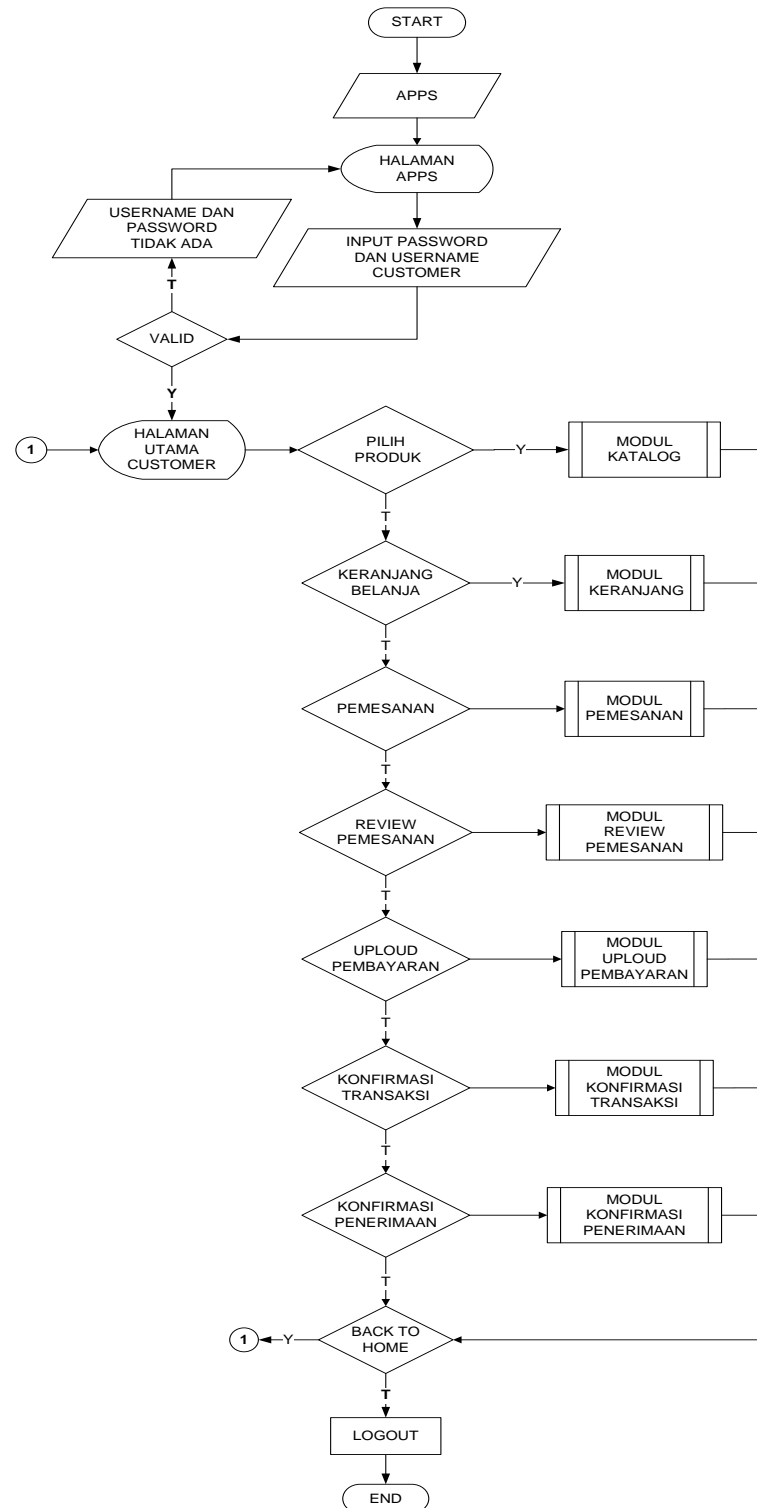 START
APPS
HALAMAN
APPS
USERNAME DAN
PASSWORD
TIDAK ADA
INPUT PASSWORD
DAN USERNAME
CUSTOMER
T
VALID
Y
1
HALAMAN
UTAMA
CUSTOMER
PILIH
PRODUK
Y
MODUL
KATALOG
T
KERANJANG
BELANJA
Y
MODUL
KERANJANG
T
PEMESANAN
MODUL
PEMESANAN
T
REVIEW
PEMESANAN
MODUL
REVIEW
PEMESANAN
T
UPLOUD
PEMBAYARAN
MODUL
UPLOUD
PEMBAYARAN
T
KONFIRMASI
TRANSAKSI
MODUL
KONFIRMASI
TRANSAKSI
T
KONFIRMASI
PENERIMAAN
MODUL
KONFIRMASI
PENERIMAAN
T
1
Y
BACK TO
HOME
T
LOGOUT
END